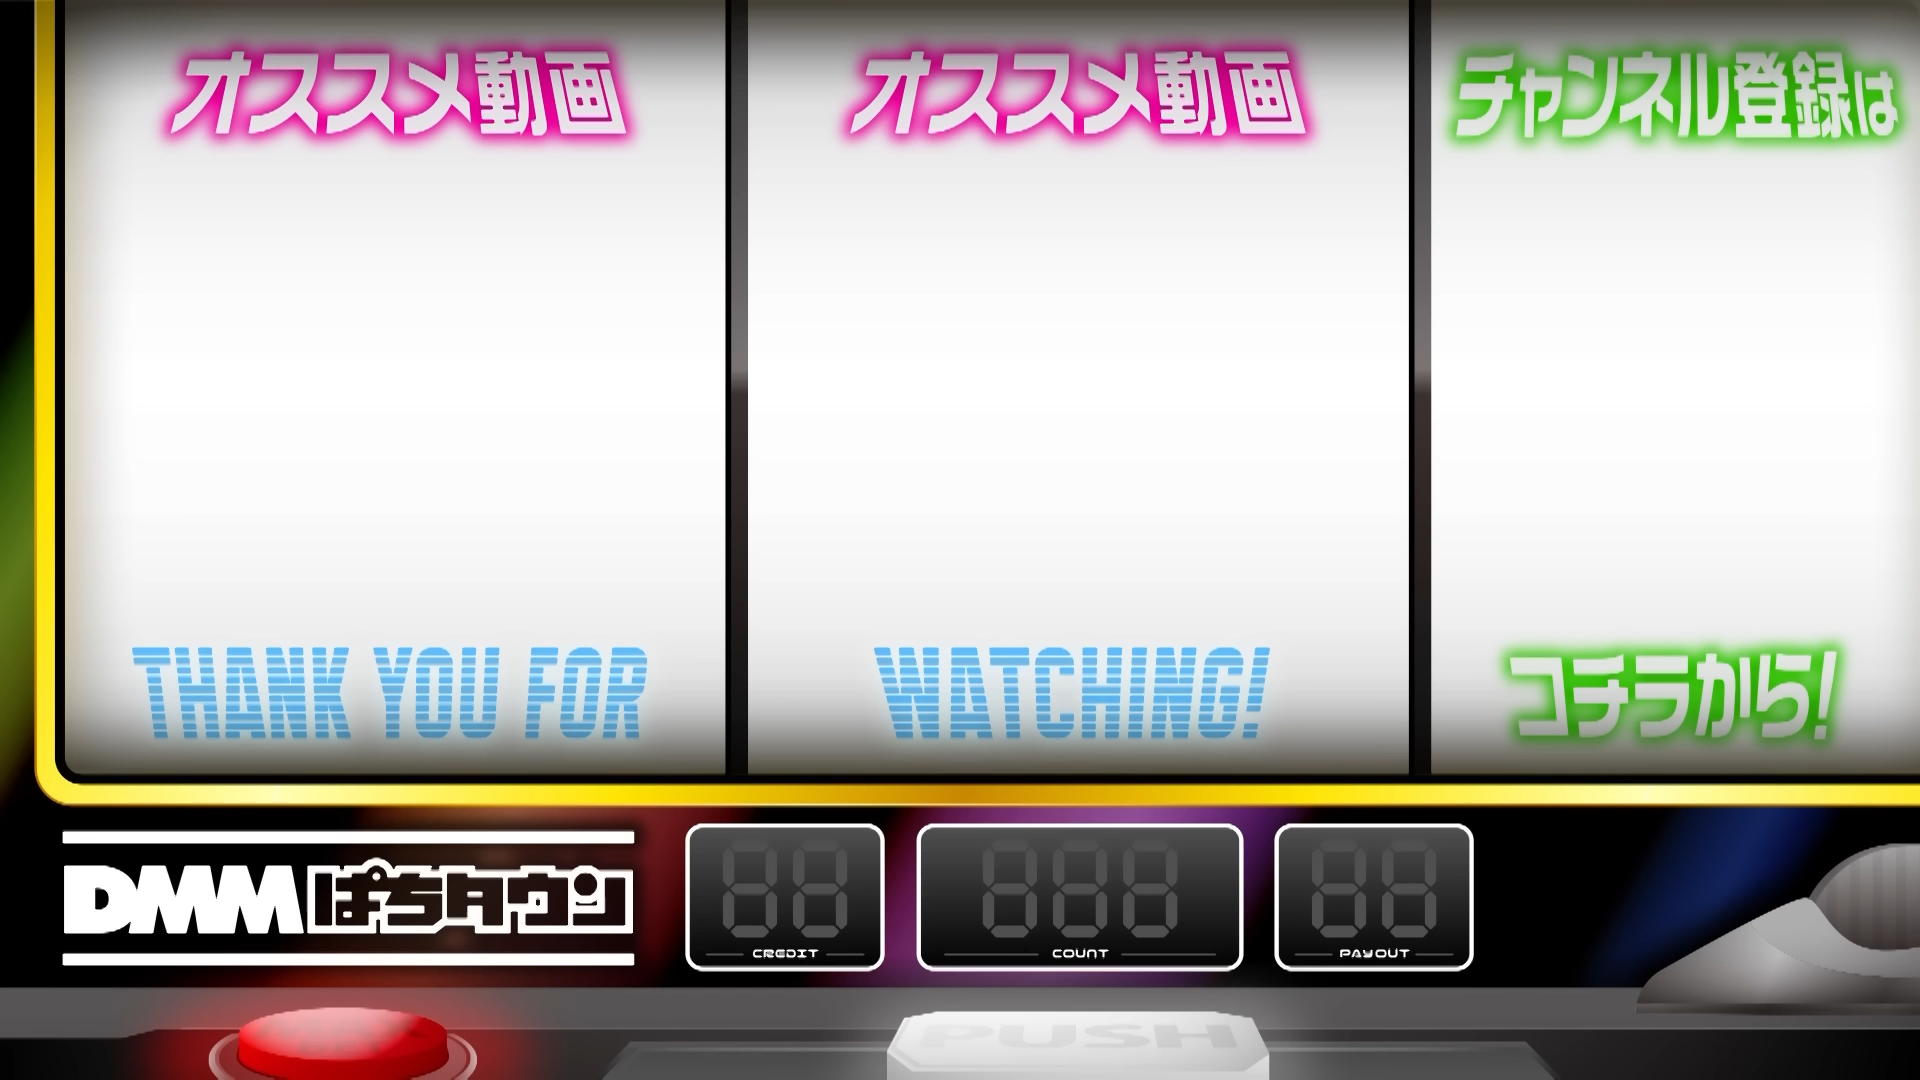 オススメ動画
オススメ動画
チャンネル登録は
THANK YOU FOR
WATCHING!
コチラから!
DMMぱちタウン
CREDIT
COUNT
PAYOUT
PUSH